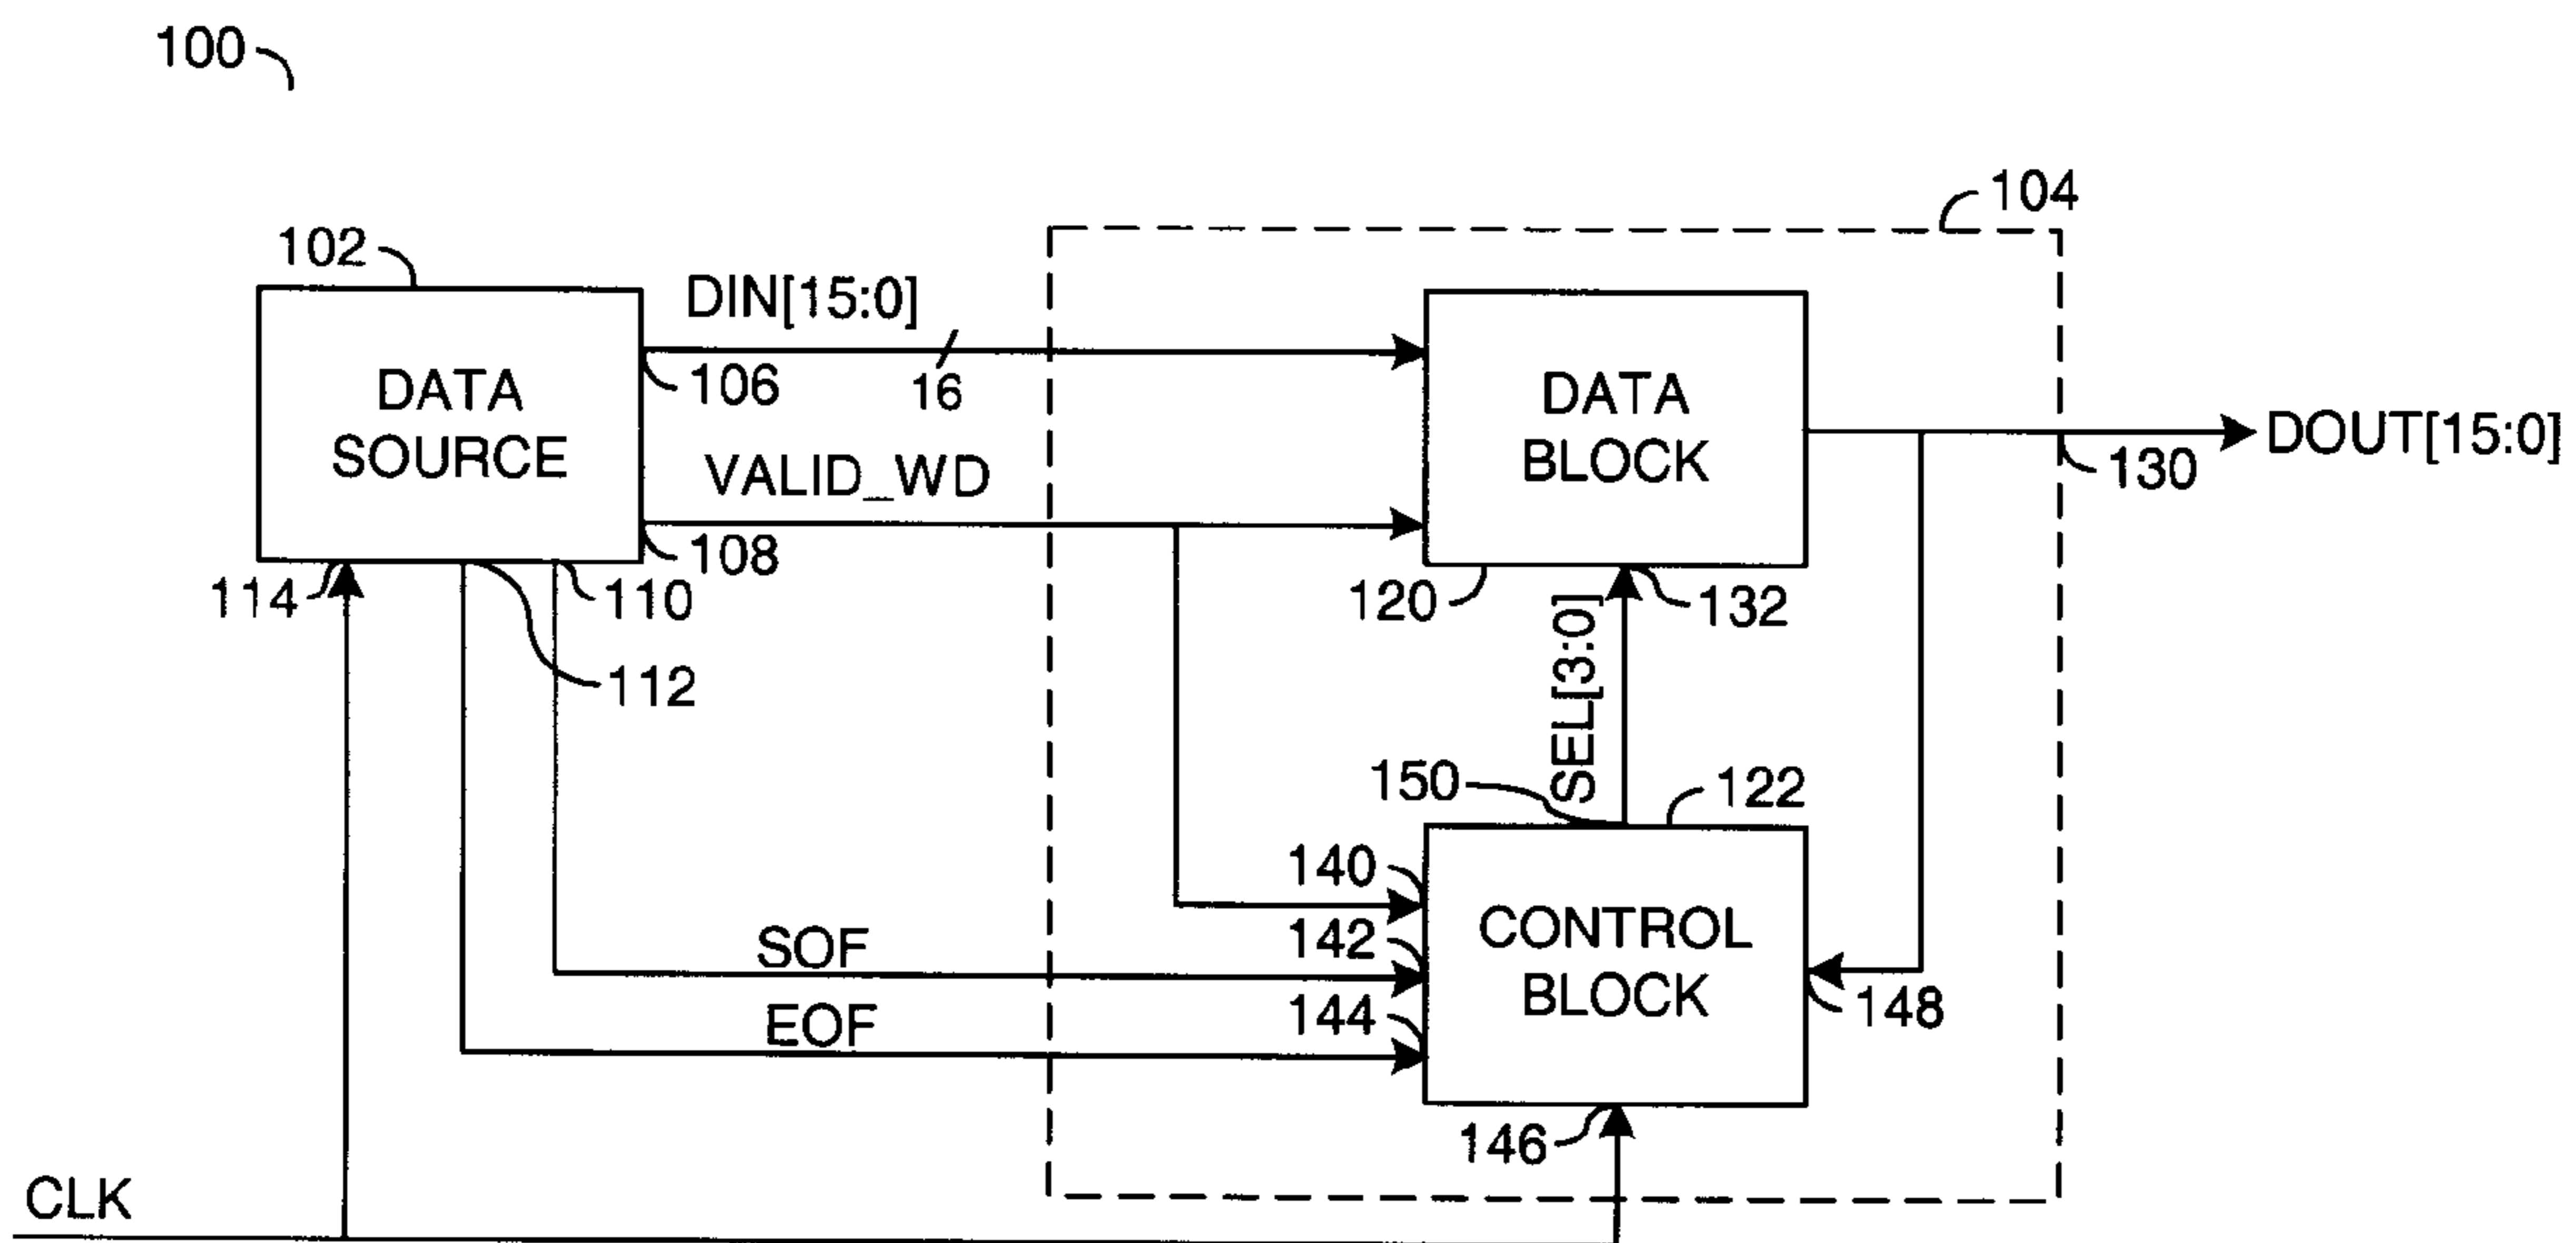 100
104
102
DIN[15:0]
106
16
DATA
SOURCE
DATA
BLOCK
DOUT[15:0]
130
VALID_WD
108
114
110
120
132
112
SEL[3:0]
150
122
140
142
144
CONTROL
BLOCK
148
SOF
EOF
146
CLK